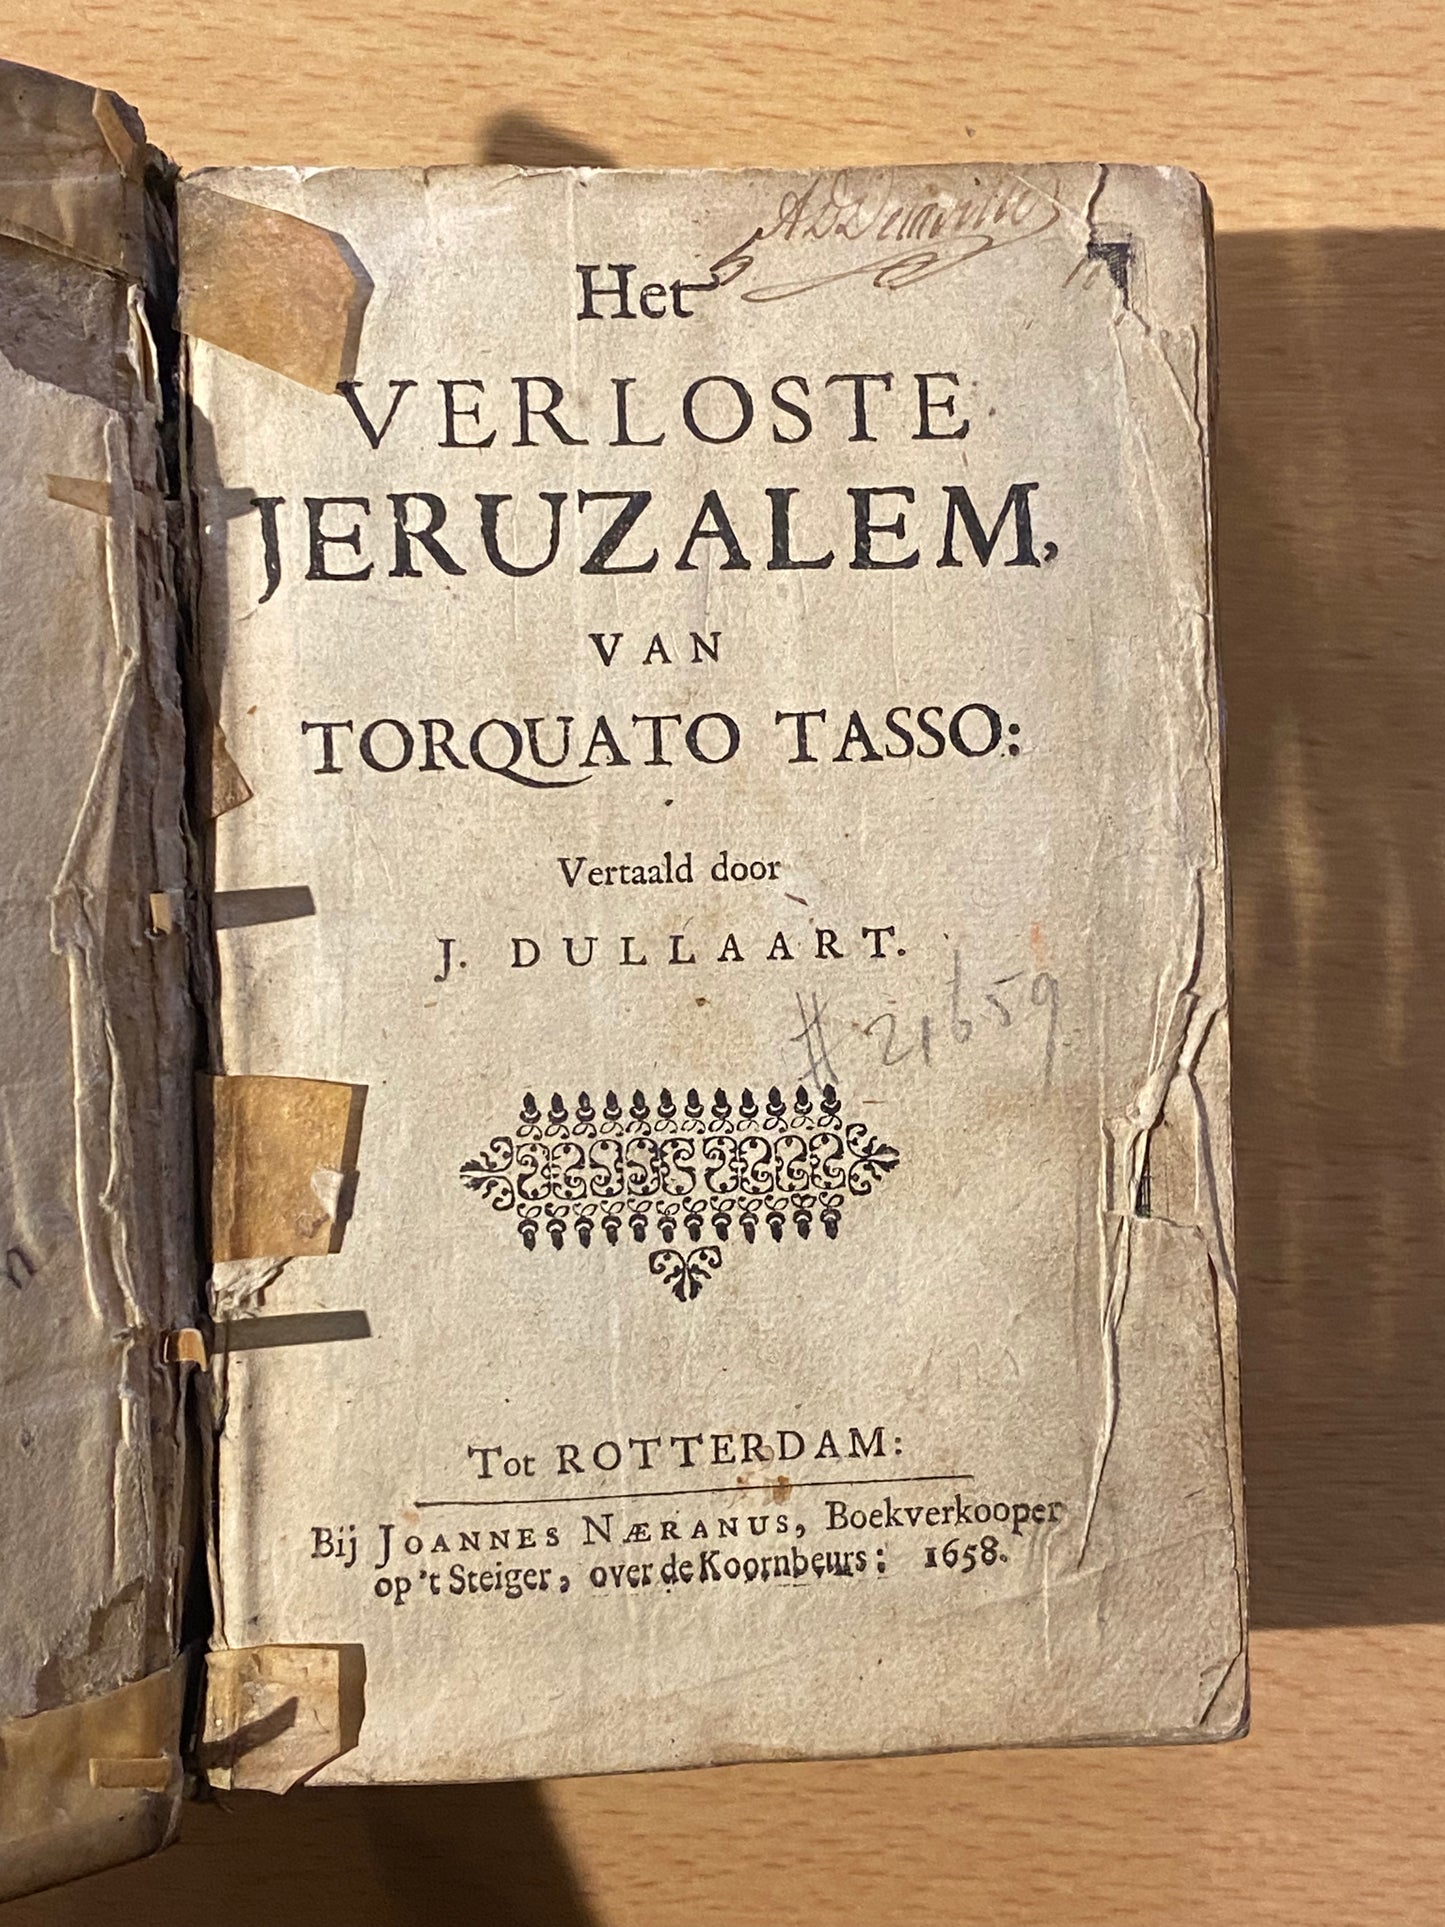 Het
VERLOSTE
JERUZALEM,
VAN
TORQUATO TASSO:
Vertaald door
J. DULLAART.
# 21659
Tot ROTTERDAM:
Bij JOANNES NÆRANUS, Boekverkooper
op 't Steiger, over de Koornbeurs: 1658.